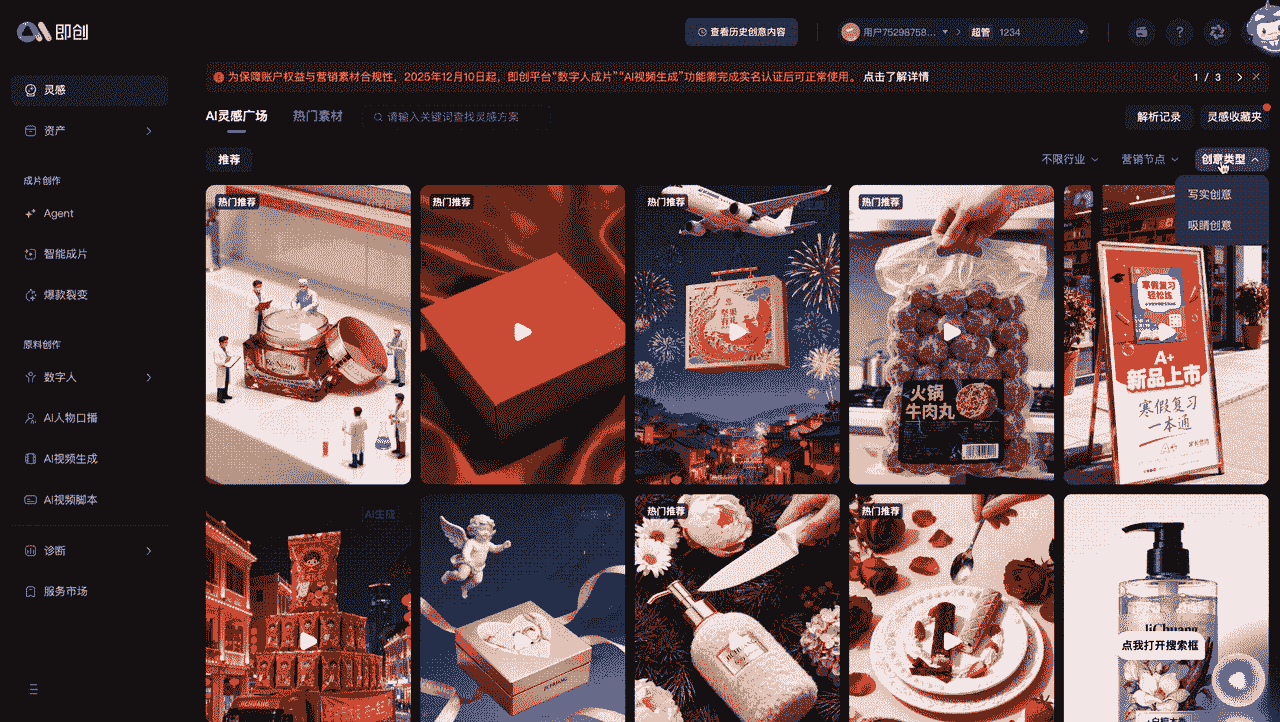 即创
查看历史创意内容
用户75298758...
超管 1234
灵感
资产
成片创作
Agent
智能成片
爆款裂变
原料创作
数字人
AI人物口播
AI视频生成
AI视频脚本
诊断
服务市场
为保障账户权益与营销素材合规性，2025年12月10日起，即创平台“数字人成片”“AI视频生成”功能需完成实名认证后可正常使用。 点击了解详情
1 / 3
AI灵感广场
热门素材
请输入关键词查找灵感方案
解析记录
灵感收藏夹
推荐
不限行业
营销节点
创意类型
写实创意
吸睛创意
热门推荐
热门推荐
热门推荐
热门推荐
火锅
牛肉丸
寒假复习
轻松练
A+
新品上市
寒假复习
一本通
AI生成
热门推荐
热门推荐
JICHUANG
jiChuang
点我打开搜索框